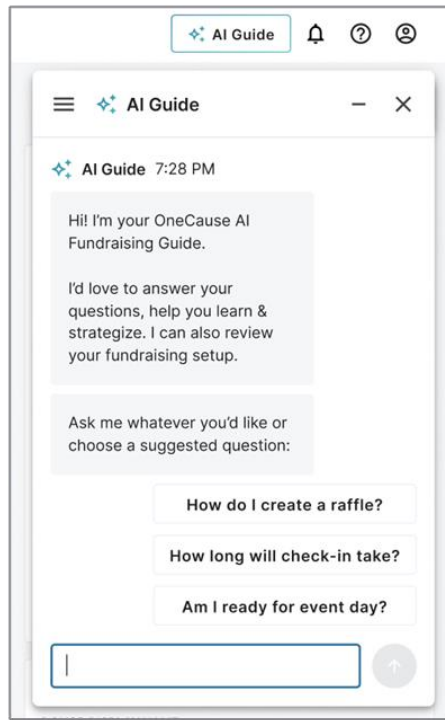 AI Guide
AI Guide
AI Guide 7:28 PM
Hi! I'm your OneCause AI
Fundraising Guide.
I'd love to answer your
questions, help you learn &
strategize. I can also review
your fundraising setup.
Ask me whatever you'd like or
choose a suggested question:
How do I create a raffle?
How long will check-in take?
Am I ready for event day?